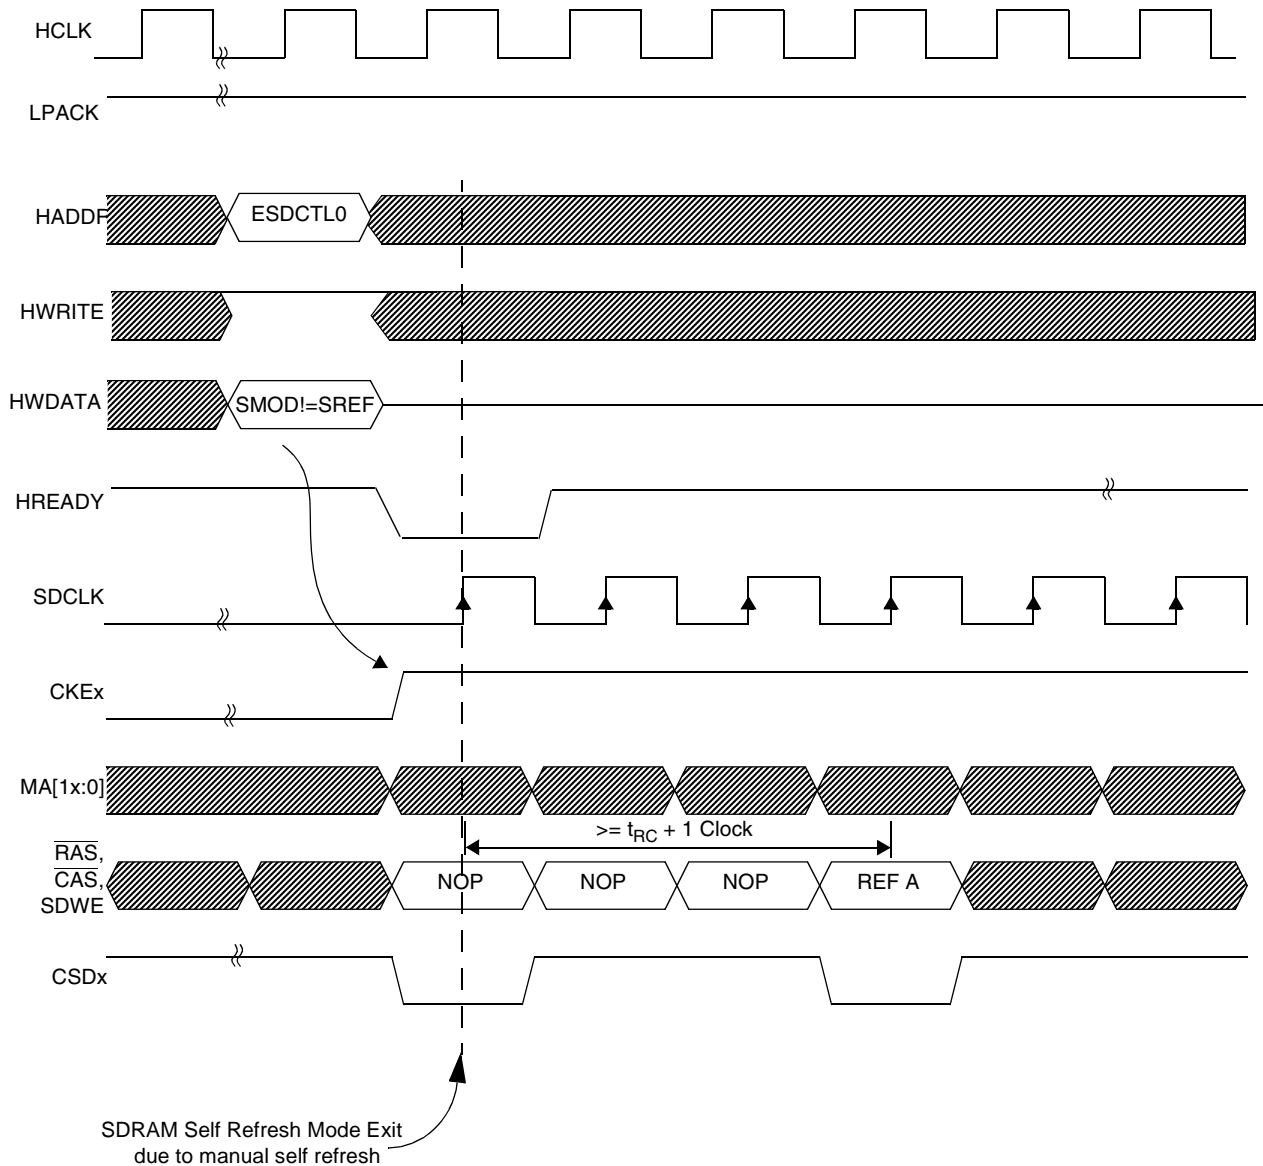 HCLK
LPACK
HADDF
ESDCTL0
HWRITE
HWDATA
SMOD!=SREF
HREADY
SDCLK
CKEx
MA[1x:0]
>= tRC + 1 Clock
RAS,
CAS,
SDWE
NOP
NOP
NOP
REF A
CSDx
SDRAM Self Refresh Mode Exit
due to manual self refresh